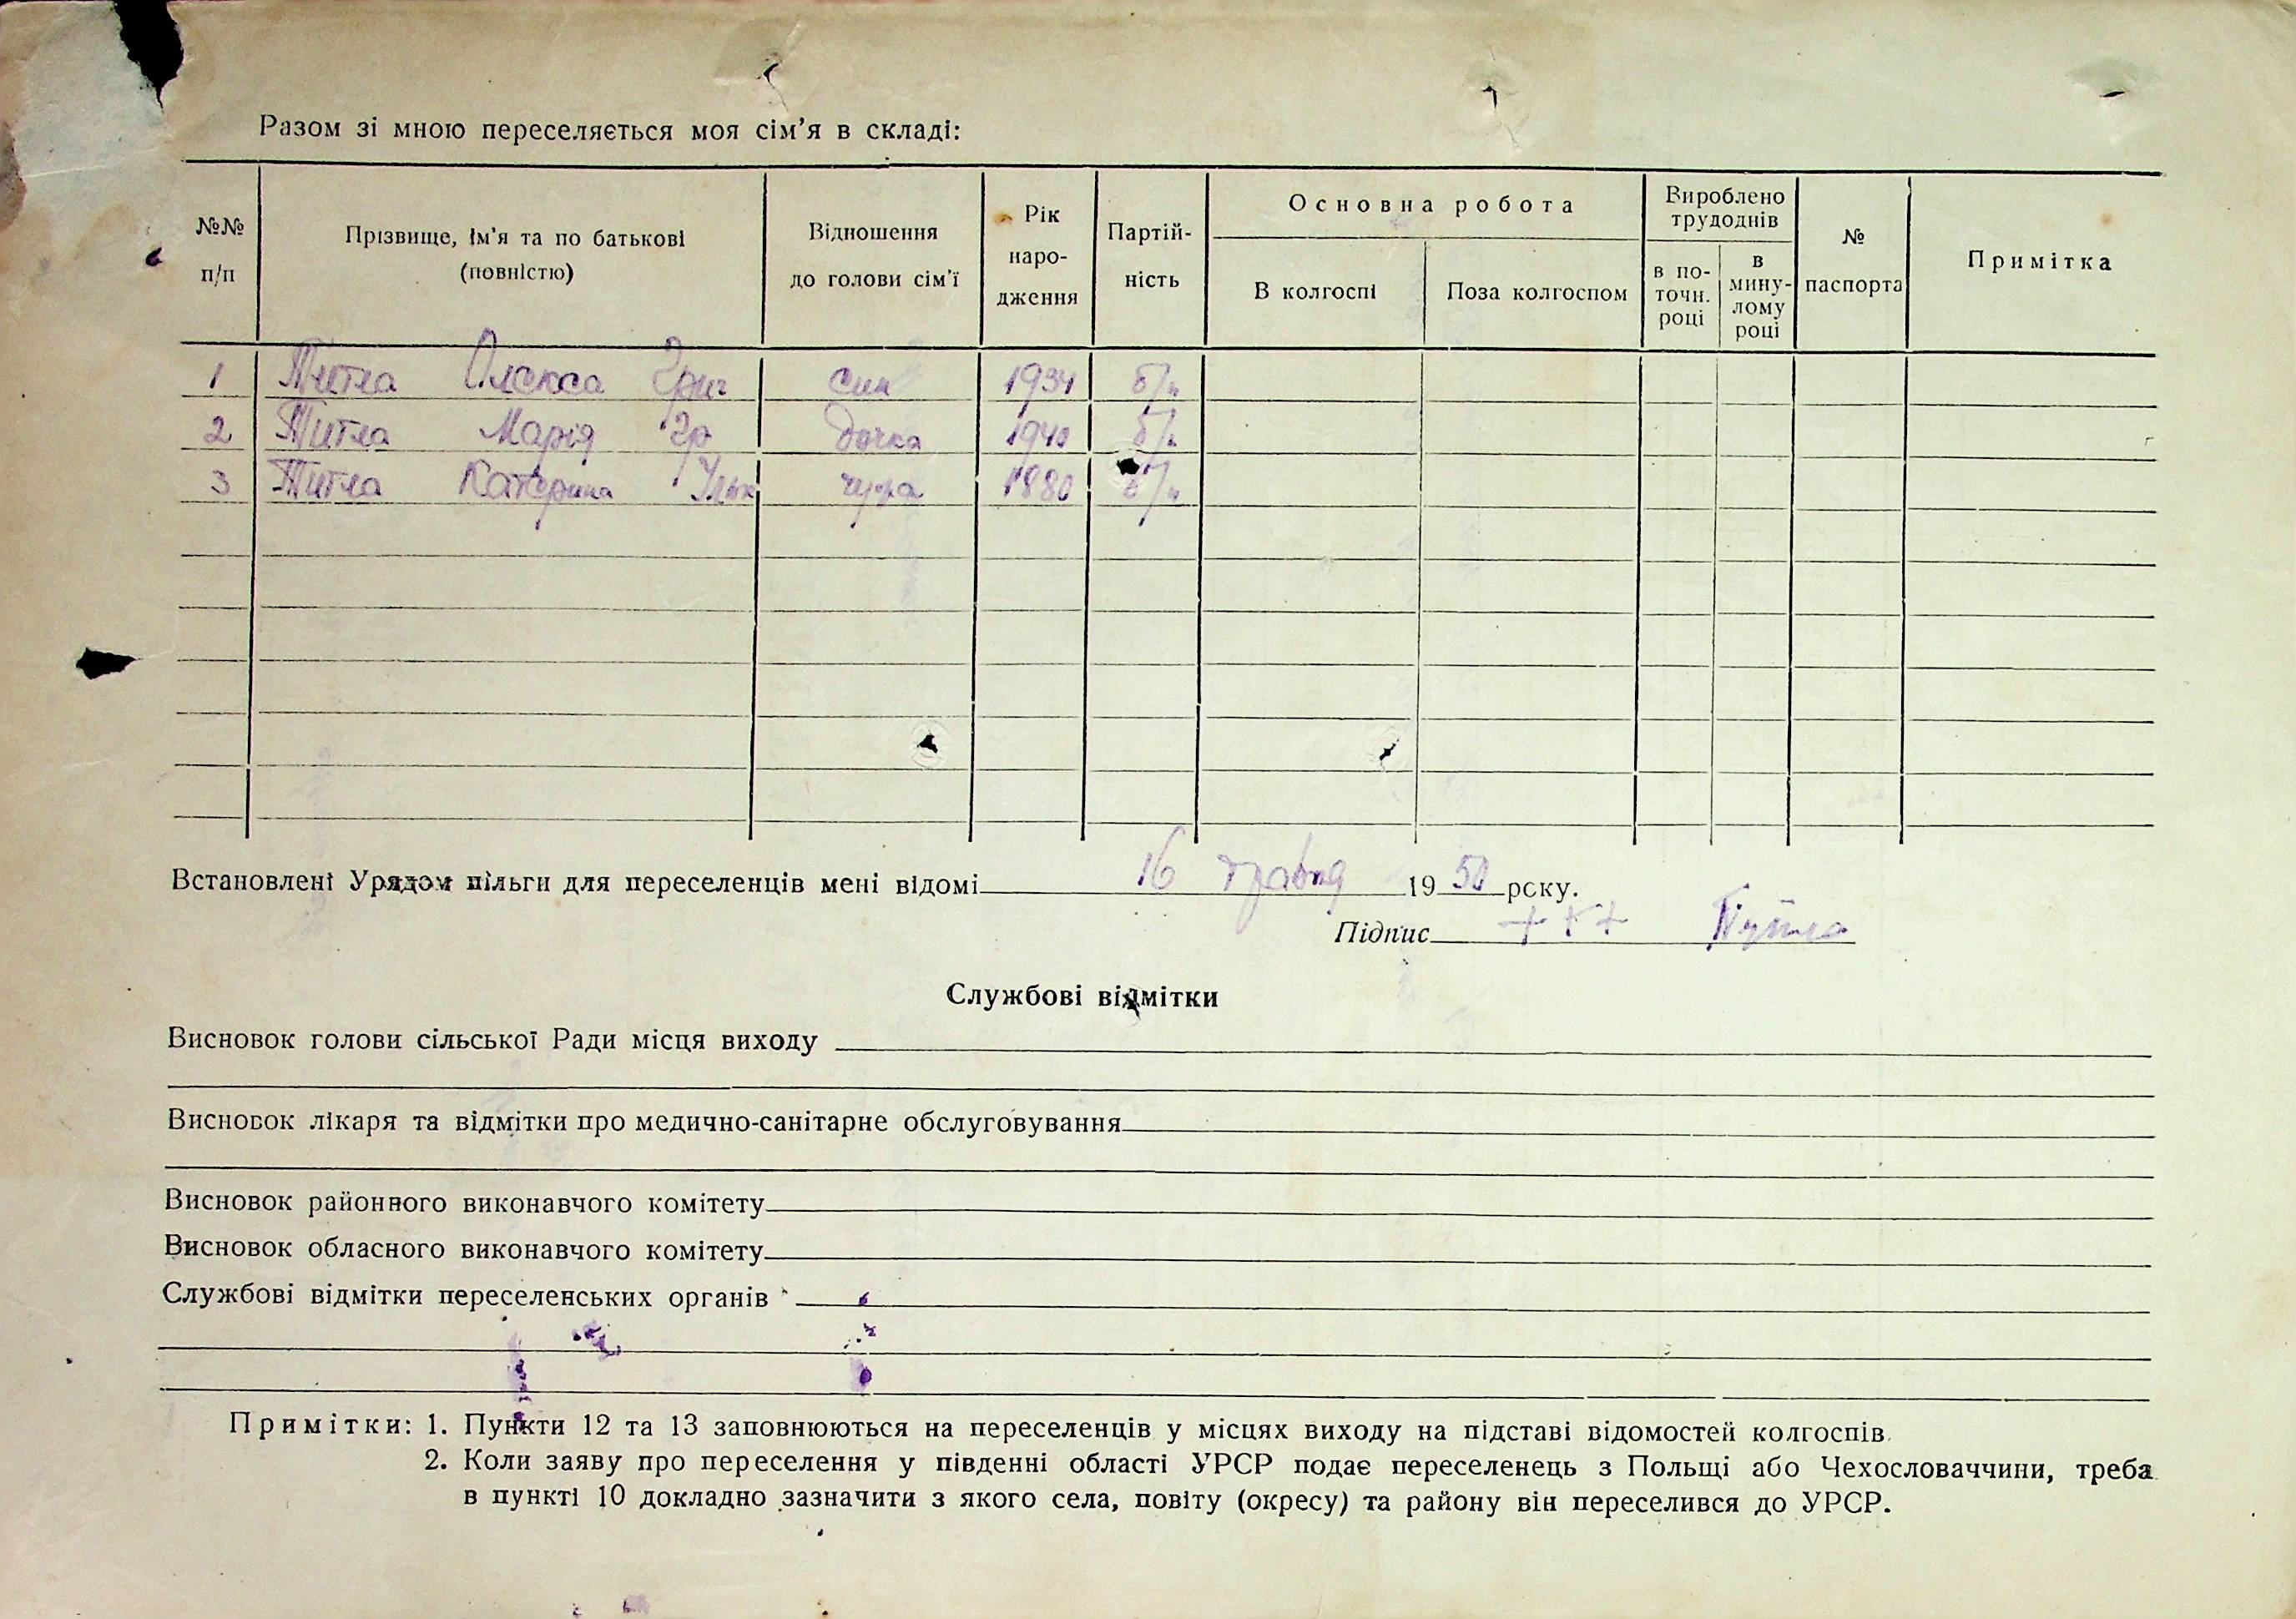 Разом зі мною переселяється моя сім'я в складі:
№№ п/п
Прізвище, ім'я та по батькові (повністю)
Відношення до голови сім'ї
Рік народження
Партійність
Основна робота
В колгоспі
Поза колгоспом
Вироблено трудоднів
в поточн. році
в минулому році
№ паспорта
Примітка
1 Титла Олекса Григ син 1934 б/п
2 Титла Марія Гр дочка 1940 б/п
3 Титла Катерина 1880 б/п
Встановлені Урядом пільги для переселенців мені відомі 16 травня 1950 року.
Підпис +++
Службові відмітки
Висновок голови сільської Ради місця виходу
Висновок лікаря та відмітки про медично-санітарне обслуговування
Висновок районного виконавчого комітету
Висновок обласного виконавчого комітету
Службові відмітки переселенських органів
Примітки: 1. Пункти 12 та 13 заповнюються на переселенців у місцях виходу на підставі відомостей колгоспів.
2. Коли заяву про переселення у південні області УРСР подає переселенець з Польщі або Чехословаччини, треба
в пункті 10 докладно зазначити з якого села, повіту (окресу) та району він переселився до УРСР.